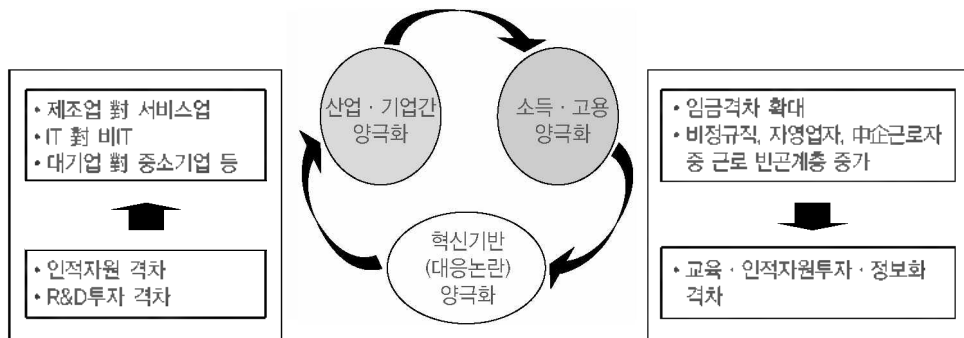 • 제조업 對 서비스업
• IT 對 비IT
• 대기업 對 중소기업 등
• 인적자원 격차
• R&D투자 격차
산업 · 기업간
양극화
소득 · 고용
양극화
혁신기반
(대응논란)
양극화
• 임금격차 확대
• 비정규직, 자영업자, 中企근로자
중 근로 빈곤계층 증가
• 교육 · 인적자원투자 · 정보화
격차